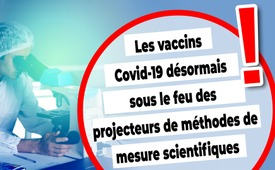 Les vaccins
Covid-19 désormais
sous le feu des
projecteurs de méthodes de
mesure scientifiques
!